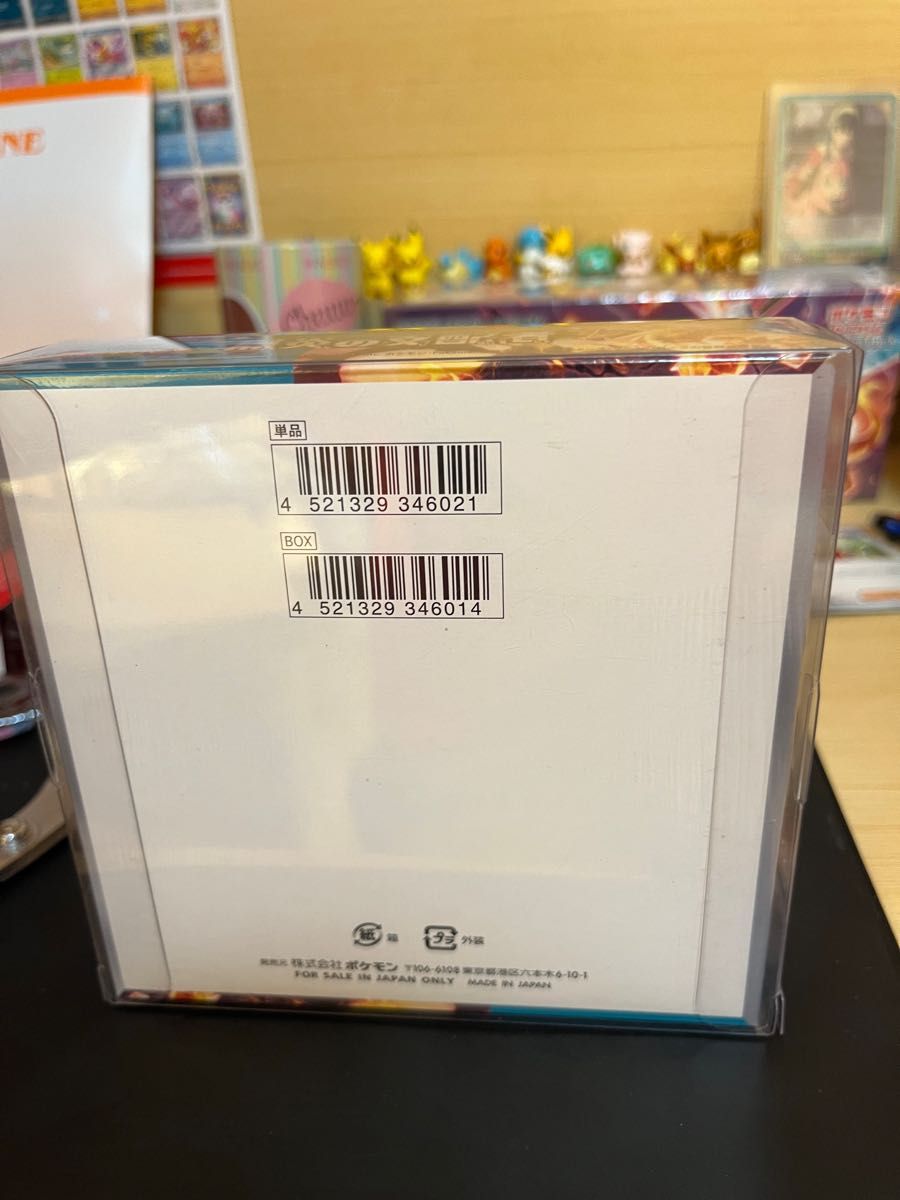 NE
単品
4 521329 346021
BOX
4 521329 346014
紙 箱
プラ 外装
発売元 株式会社 ポケモン 〒106-6108 東京都港区六本木6-10-1
FOR SALE IN JAPAN ONLY MADE IN JAPAN